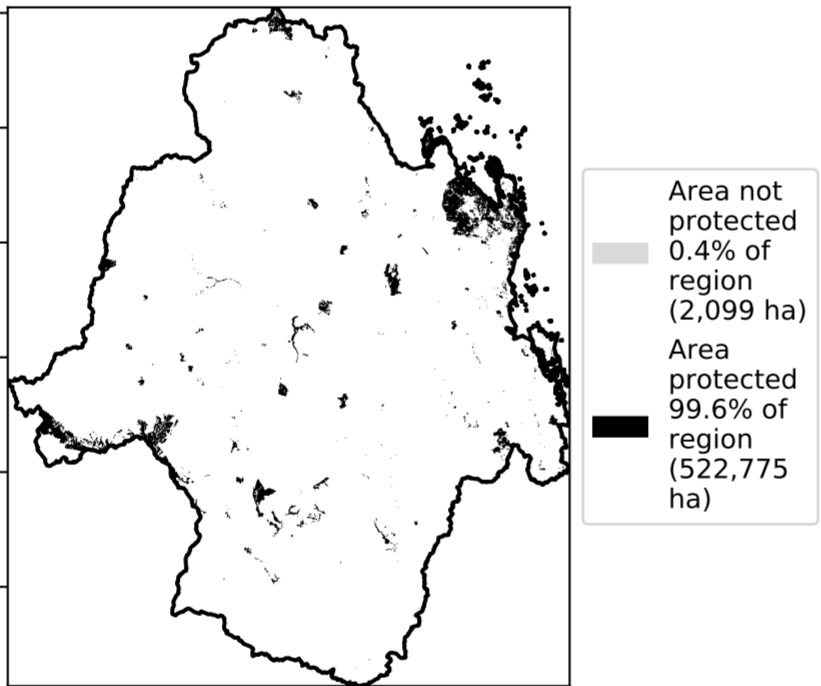 Area not
protected
0.4% of
region
(2,099 ha)
Area
protected
99.6% of
region
(522,775
ha)